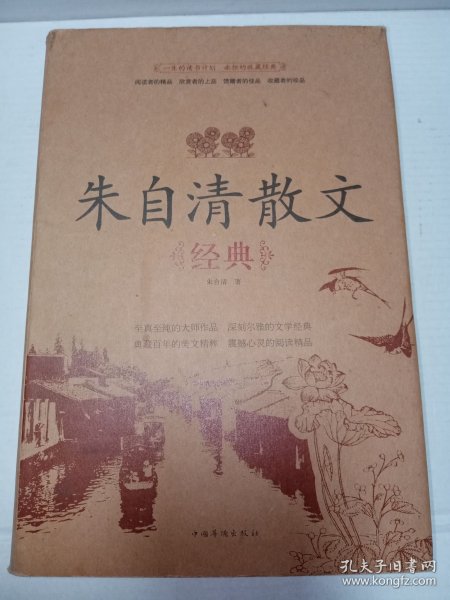 一生的读书计划 永恒的收藏经典
阅读者的精品 欣赏者的上品 馈赠者的佳品 收藏者的珍品
朱自清散文
经典
朱自清 著
至真至纯的大师作品 深刻尔雅的文学经典
典藏百年的美文精粹 震撼心灵的阅读精品
中国华侨出版社
孔夫子旧书网
www.kongfz.com